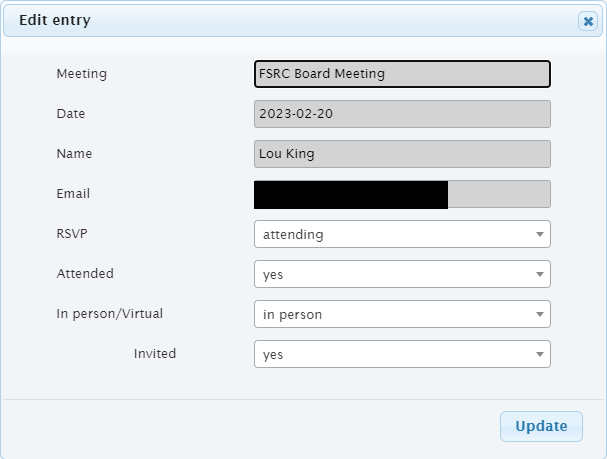 Edit entry
Meeting FSRC Board Meeting
Date 2023-02-20
Name Lou King
Email
RSVP attending
Attended yes
In person/Virtual in person
Invited yes
Update